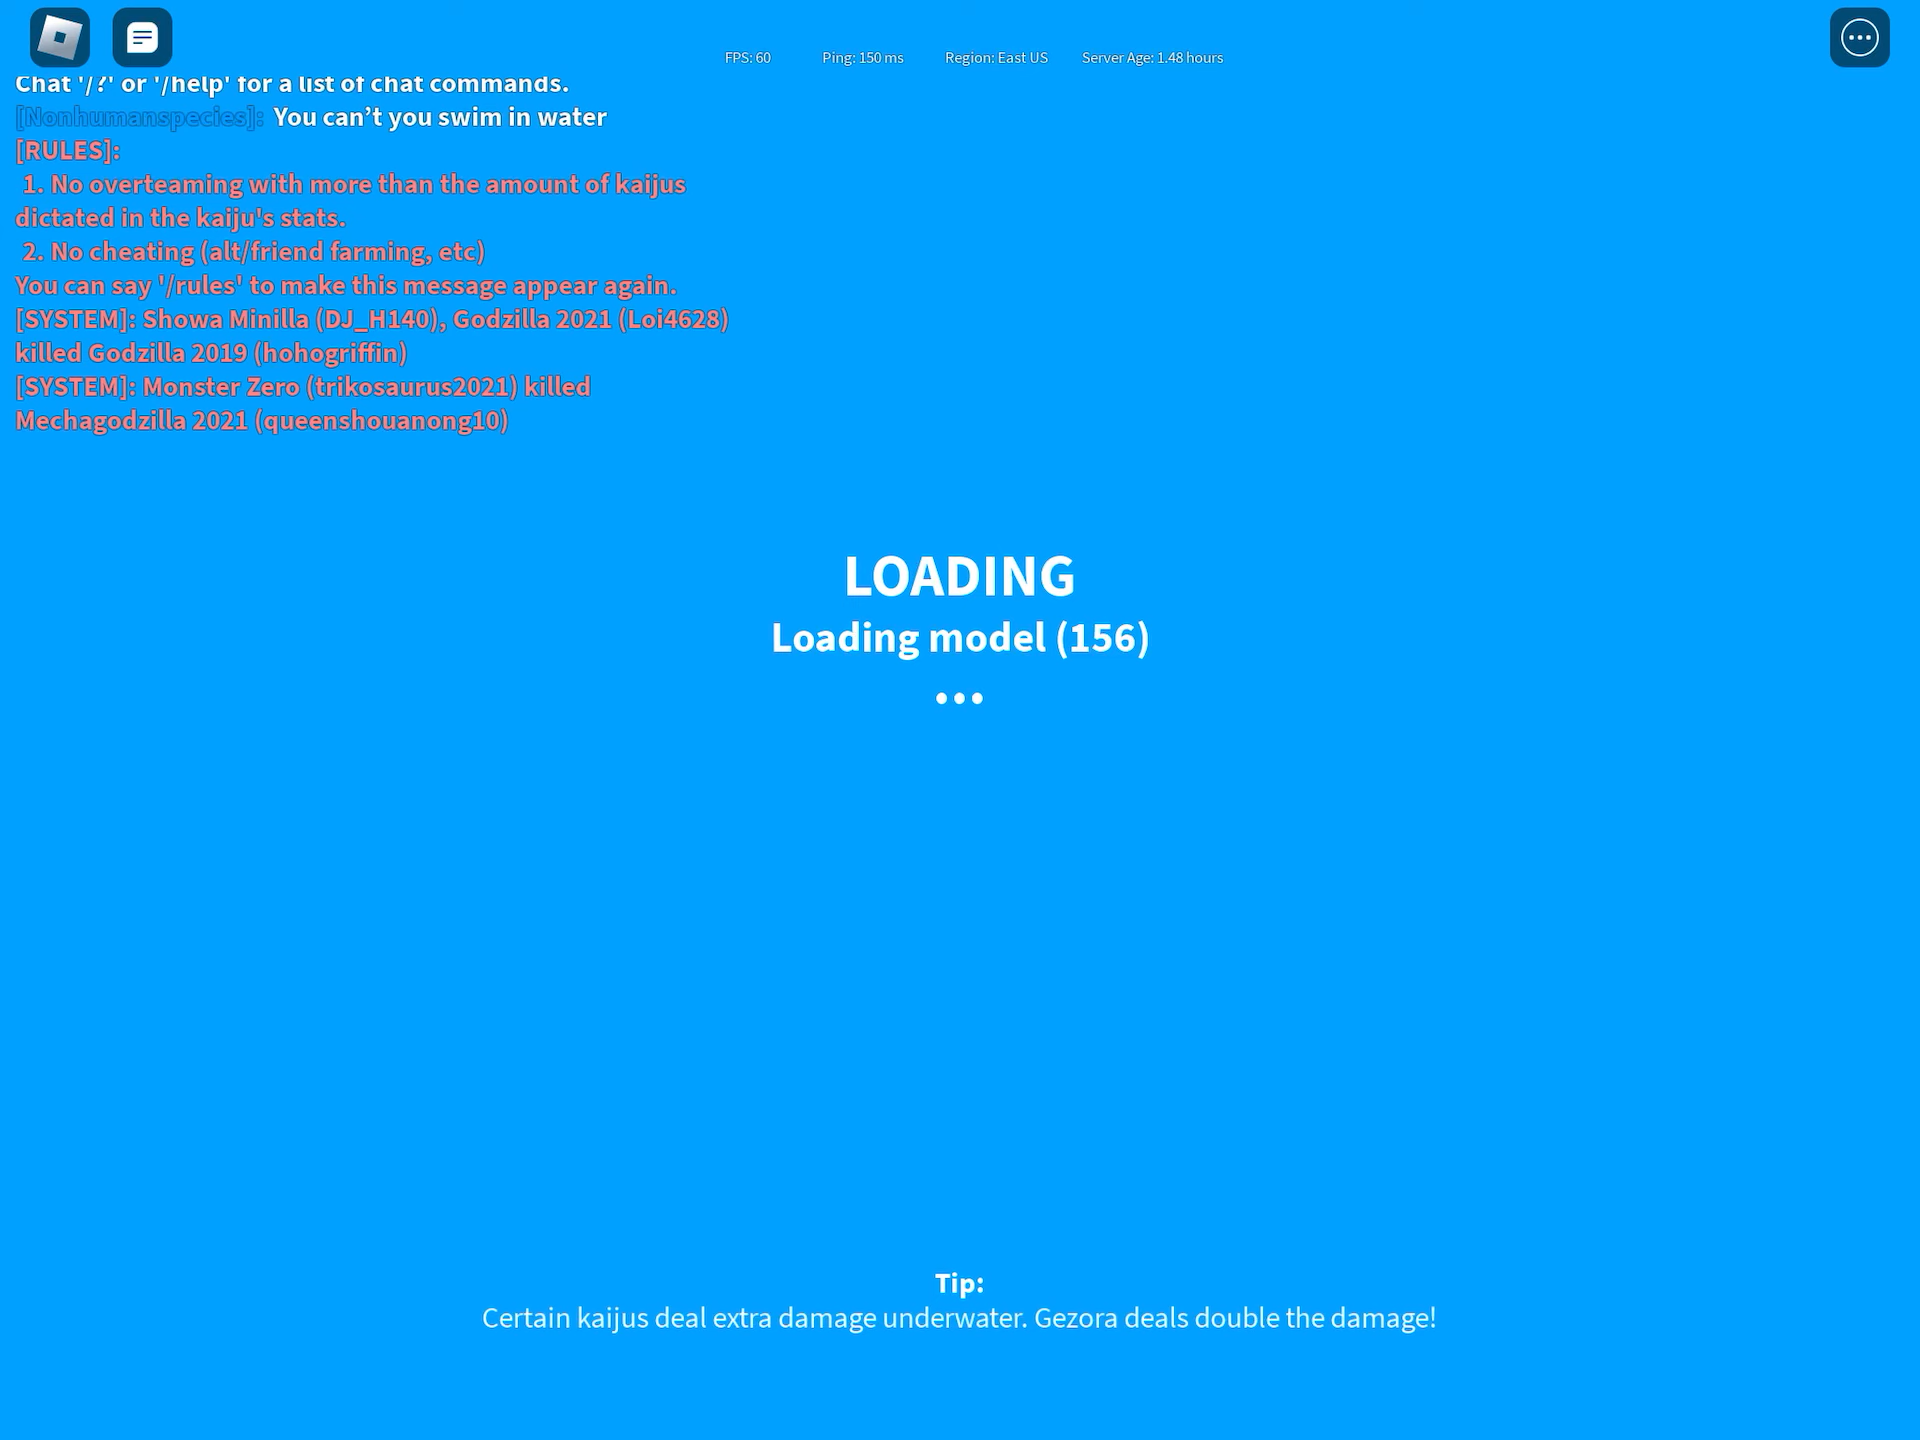 FPS: 60 Ping: 150 ms Region: East US Server Age: 1.48 hours
Chat '/?' or '/help' for a list of chat commands.
[Nonhumanspecies]: You can’t you swim in water
[RULES]:
1. No overteaming with more than the amount of kaijus
dictated in the kaiju's stats.
2. No cheating (alt/friend farming, etc)
You can say '/rules' to make this message appear again.
[SYSTEM]: Showa Minilla (DJ_H140), Godzilla 2021 (Loi4628)
killed Godzilla 2019 (hohogriffin)
[SYSTEM]: Monster Zero (trikosaurus2021) killed
Mechagodzilla 2021 (queenshouanong10)
LOADING
Loading model (156)
•••
Tip:
Certain kaijus deal extra damage underwater. Gezora deals double the damage!